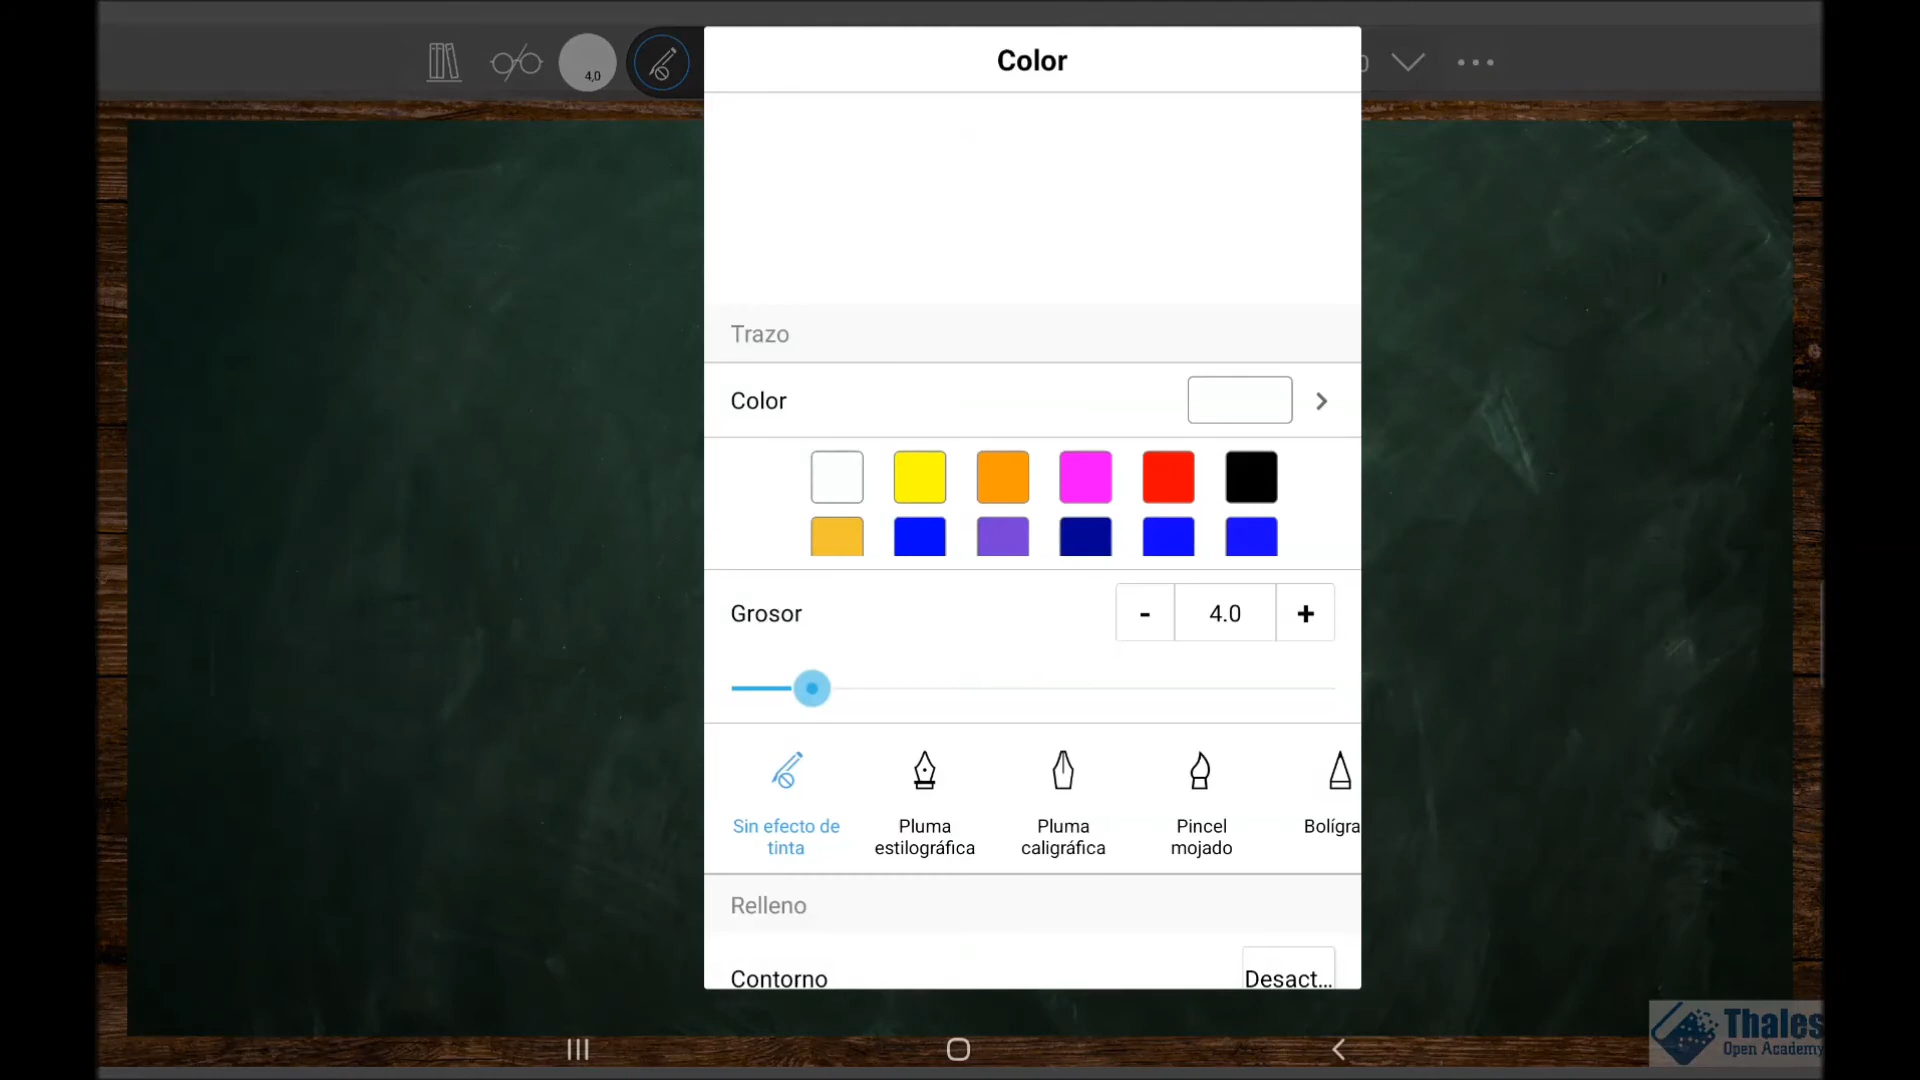 4,0
Color
Trazo
Color
Grosor
- 4.0 +
Sin efecto de
tinta
Pluma
estilográfica
Pluma
caligráfica
Pincel
mojado
Bolígra
Relleno
Contorno
Desact...
Thales
Open Academy